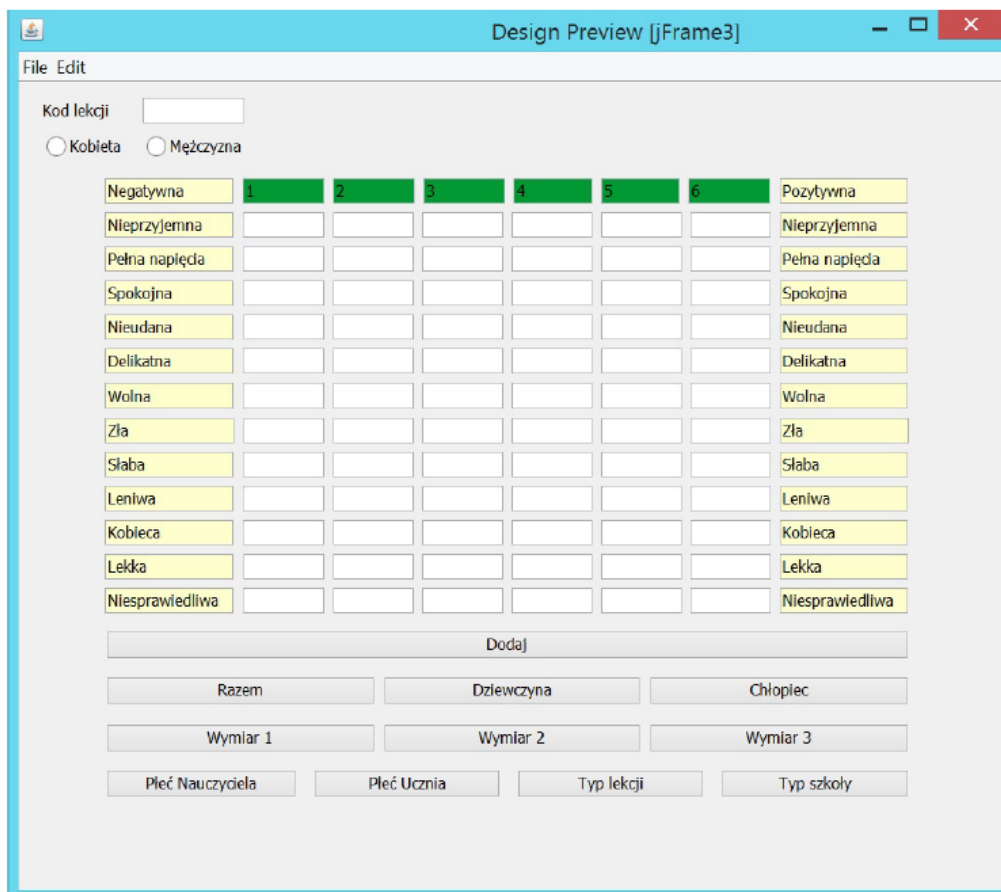 Design Preview [jFrame3]
File Edit
Kod lekcji
Kobieta Mężczyzna
Negatywna 1 2 3 4 5 6 Pozytywna
Nieprzyjemna Nieprzyjemna
Pełna napięcia Pełna napięcia
Spokojna Spokojna
Nieudana Nieudana
Delikatna Delikatna
Wolna Wolna
Zła Zła
Słaba Słaba
Leniwa Leniwa
Kobieca Kobieca
Lekka Lekka
Niesprawiedliwa Niesprawiedliwa
Dodaj
Razem Dziewczyna Chłopiec
Wymiar 1 Wymiar 2 Wymiar 3
Płeć Nauczyciela Płeć Ucznia Typ lekcji Typ szkoły